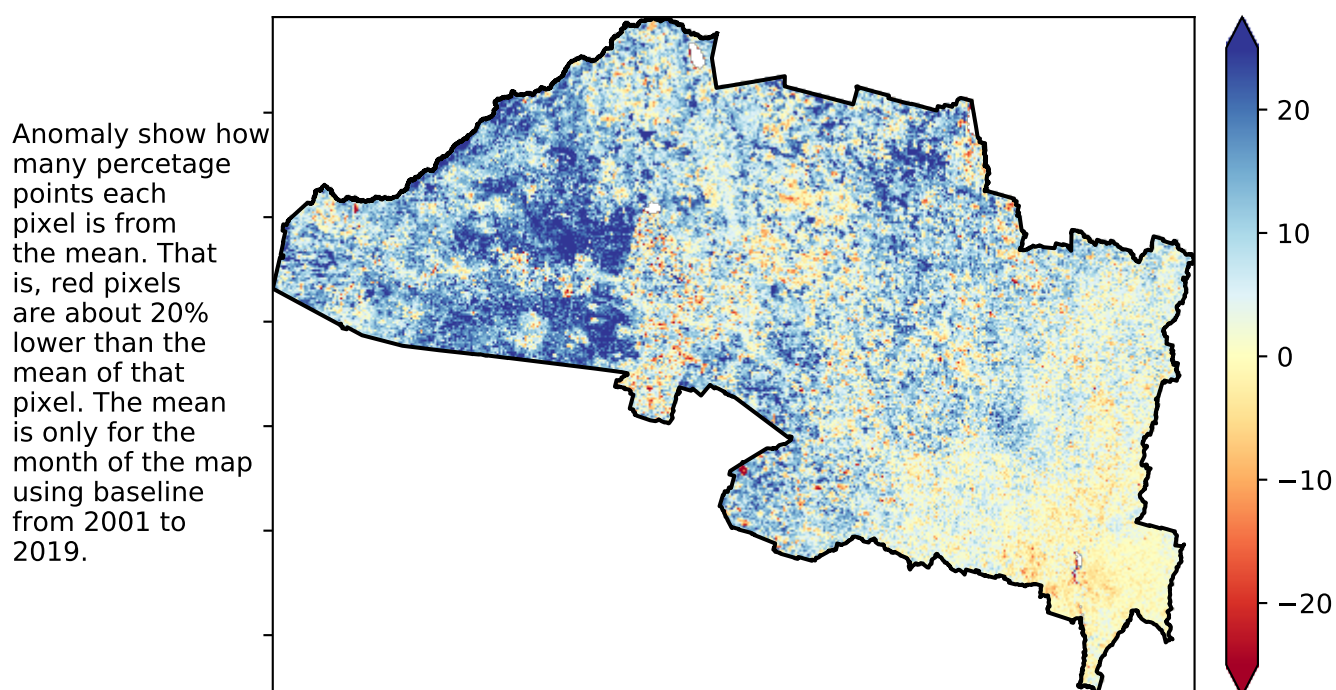 Anomaly show how
many percetage
points each
pixel is from
the mean. That
is, red pixels
are about 20%
lower than the
mean of that
pixel. The mean
is only for the
month of the map
using baseline
from 2001 to
2019.
20
10
0
−10
−20